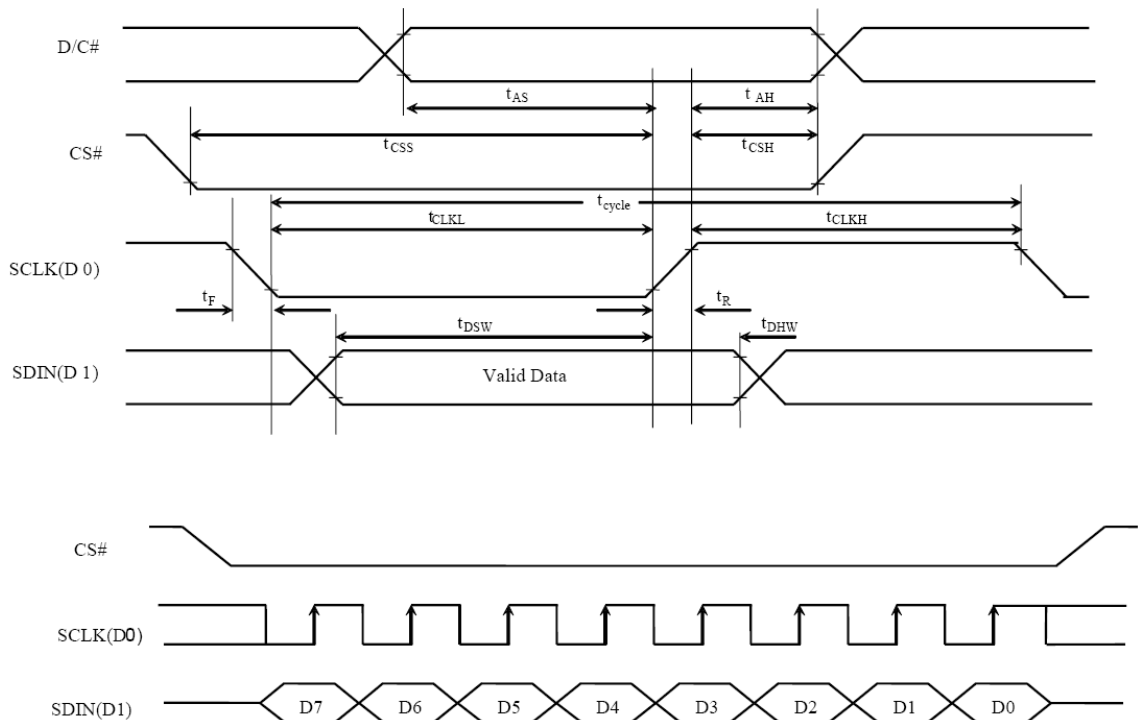 D/C#
tAS
t AH
tCSS
tCSH
CS#
tcycle
tCLKL
tCLKH
SCLK(D 0)
tF
tR
tDSW
tDHW
SDIN(D 1)
Valid Data
CS#
SCLK(D0)
SDIN(D1)
D7 D6 D5 D4 D3 D2 D1 D0